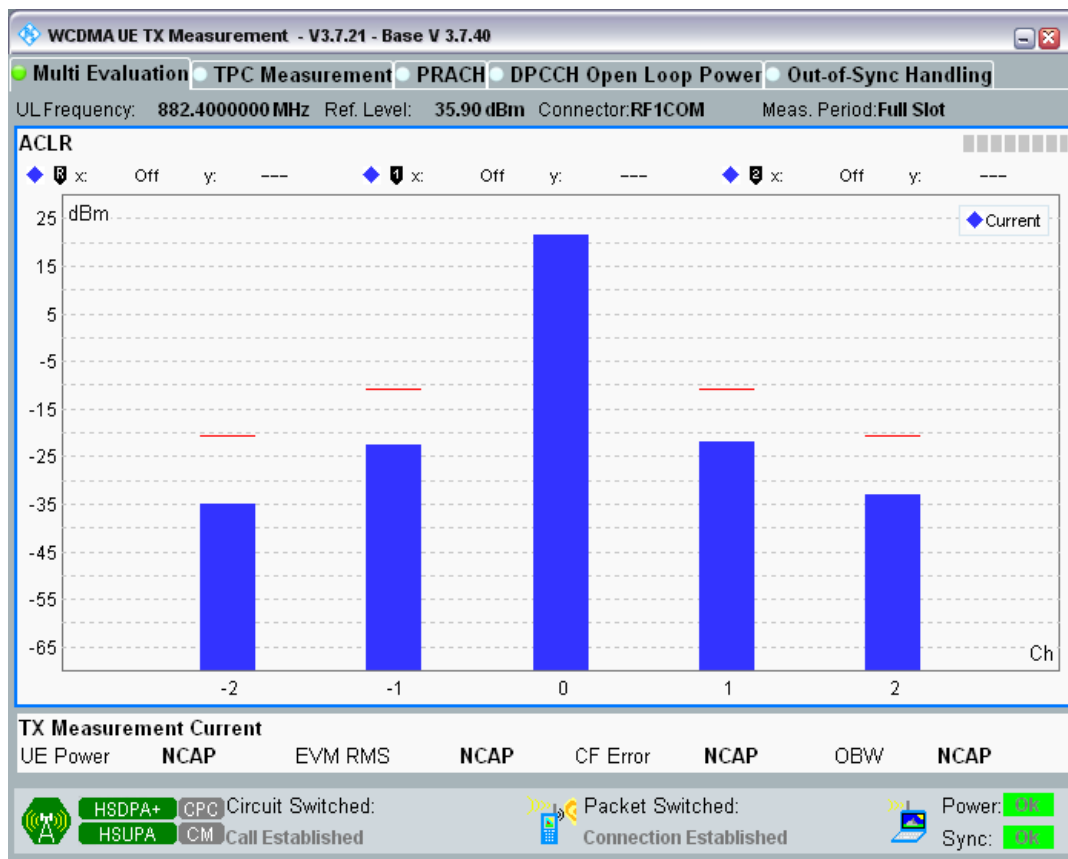 WCDMA UE TX Measurement - V3.7.21 - Base V 3.7.40
Multi Evaluation TPC Measurement PRACH DPCCH Open Loop Power Out-of-Sync Handling
UL Frequency: 882.4000000 MHz Ref. Level: 35.90 dBm Connector:RF1COM Meas. Period:Full Slot
ACLR
R x: Off y: --- 1 x: Off y: --- 2 x: Off y: ---
dBm
Current
25
15
5
-5
-15
-25
-35
-45
-55
-65
Ch
-2 -1 0 1 2
TX Measurement Current
UE Power NCAP EVM RMS NCAP CF Error NCAP OBW NCAP
HSDPA+ CPC Circuit Switched: Packet Switched: Power: OK
HSUPA CM Call Established Connection Established Sync: OK